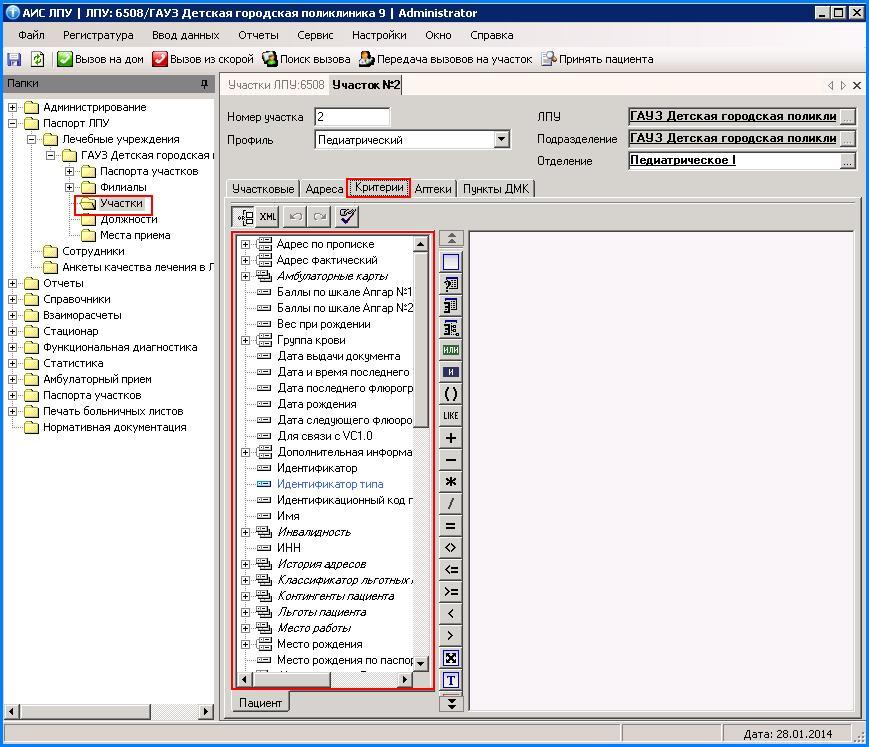 АИС ЛПУ | ЛПУ: 6508/ГАУЗ Детская городская поликлиника 9 | Administrator
Файл Регистратура Ввод данных Отчеты Сервис Настройки Окно Справка
Вызов на дом Вызов из скорой Поиск вызова Передача вызовов на участок Принять пациента
Папки
Администрирование
Паспорт ЛПУ
Лечебные учреждения
ГАУЗ Детская городская
Паспорта участков
Филиалы
Участки
Должности
Места приема
Сотрудники
Анкеты качества лечения в Л
Отчеты
Справочники
Взаиморасчеты
Стационар
Функциональная диагностика
Статистика
Амбулаторный прием
Паспорта участков
Печать больничных листов
Нормативная документация
Участки ЛПУ:6508 Участок №2
Номер участка 2
Профиль Педиатрический
ЛПУ ГАУЗ Детская городская поликли ...
Подразделение ГАУЗ Детская городская поликли ...
Отделение Педиатрическое I ...
Участковые Адреса Критерии Аптеки Пункты ДМК
XML
Адрес по прописке
Адрес фактический
Амбулаторные карты
Баллы по шкале Апгар №1
Баллы по шкале Апгар №2
Вес при рождении
Группа крови
Дата выдачи документа
Дата и время последнего
Дата последнего флюорогр
Дата рождения
Дата следующего флюоро
Для связи с VC1.0
Дополнительная информа
Идентификатор
Идентификатор типа
Идентификационный код п
Имя
Инвалидность
ИНН
История адресов
Классификатор льготных к
Контингенты пациента
Льготы пациента
Место работы
Место рождения
Место рождения по паспор
ИЛИ
И
( )
LIKE
+
−
*
/
=
<>
<=
>=
<
>
T
Пациент
Дата: 28.01.2014